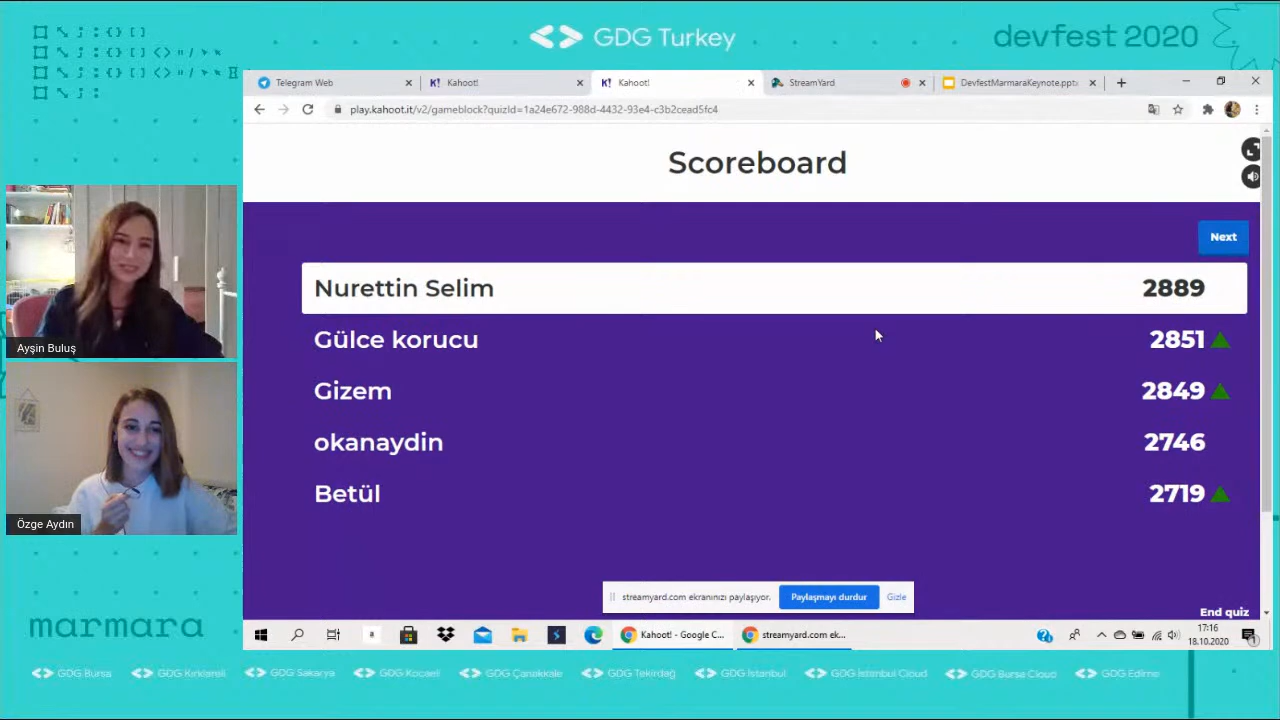 GDG Turkey
devfest 2020
Telegram Web
Kahoot!
Kahoot!
StreamYard
DevfestMarmaraKeynote.pptx
play.kahoot.it/v2/gameblock?quizId=1a24e672-988d-4432-93e4-c3b2cead5fc4
Scoreboard
Next
Nurettin Selim 2889
Gülce korucu 2851
Gizem 2849
okanaydin 2746
Betül 2719
Ayşin Buluş
Özge Aydın
streamyard.com ekranınızı paylaşıyor. Paylaşmayı durdur Gizle
End quiz
marmara
Kahoot! - Google C...
streamyard.com ek...
17:16
18.10.2020
GDG Bursa
GDG Kırklareli
GDG Sakarya
GDG Kocaeli
GDG Çanakkale
GDG Tekirdağ
GDG İstanbul
GDG İstanbul Cloud
GDG Bursa Cloud
GDG Edirne